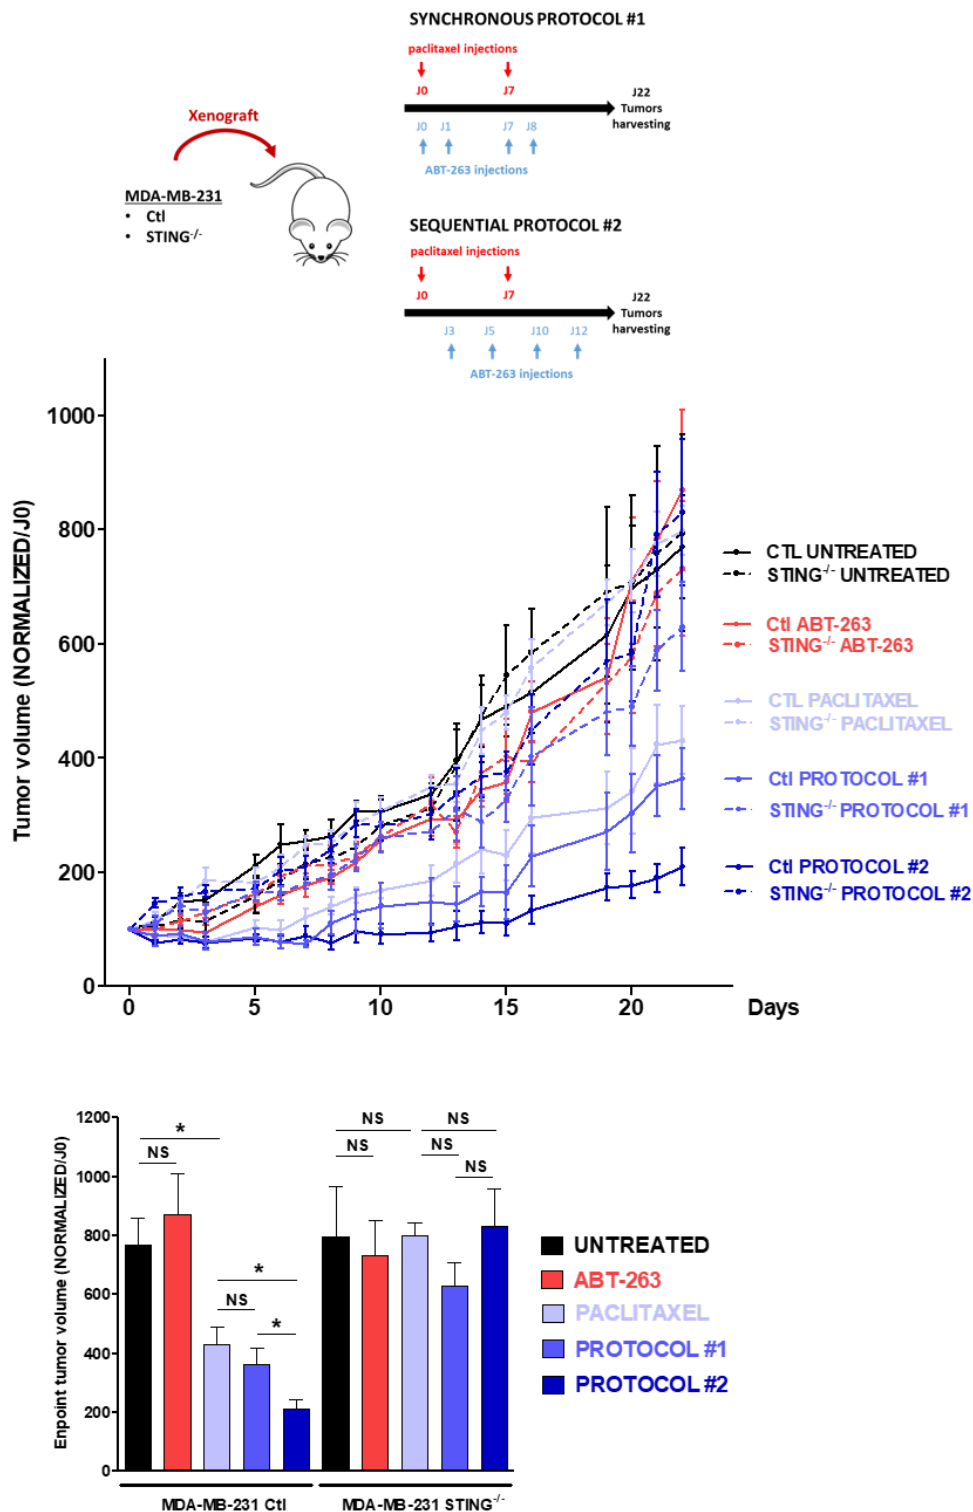 SYNCHRONOUS PROTOCOL #1
paclitaxel injections
J0 J7
J22
Tumors
harvesting
J0 J1 J7 J8
ABT-263 injections
Xenograft
MDA-MB-231
• Ctl
• STING-/-
SEQUENTIAL PROTOCOL #2
paclitaxel injections
J0 J7
J22
Tumors
harvesting
J3 J5 J10 J12
ABT-263 injections
Tumor volume (NORMALIZED/J0)
1000
800
600
400
200
0
0 5 10 15 20 Days
CTL UNTREATED
STING-/- UNTREATED
Ctl ABT-263
STING-/- ABT-263
CTL PACLITAXEL
STING-/- PACLITAXEL
Ctl PROTOCOL #1
STING-/- PROTOCOL #1
Ctl PROTOCOL #2
STING-/- PROTOCOL #2
Enpoint tumor volume (NORMALIZED/J0)
1200
1000
800
600
400
200
0
*
NS
*
NS
*
NS NS
NS NS
NS
MDA-MB-231 Ctl MDA-MB-231 STING-/-
UNTREATED
ABT-263
PACLITAXEL
PROTOCOL #1
PROTOCOL #2